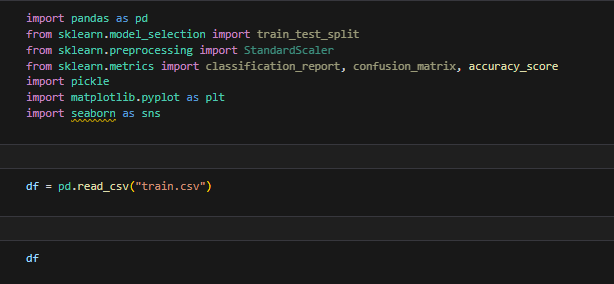 import pandas as pd
from sklearn.model_selection import train_test_split
from sklearn.preprocessing import StandardScaler
from sklearn.metrics import classification_report, confusion_matrix, accuracy_score
import pickle
import matplotlib.pyplot as plt
import seaborn as sns
df = pd.read_csv("train.csv")
df